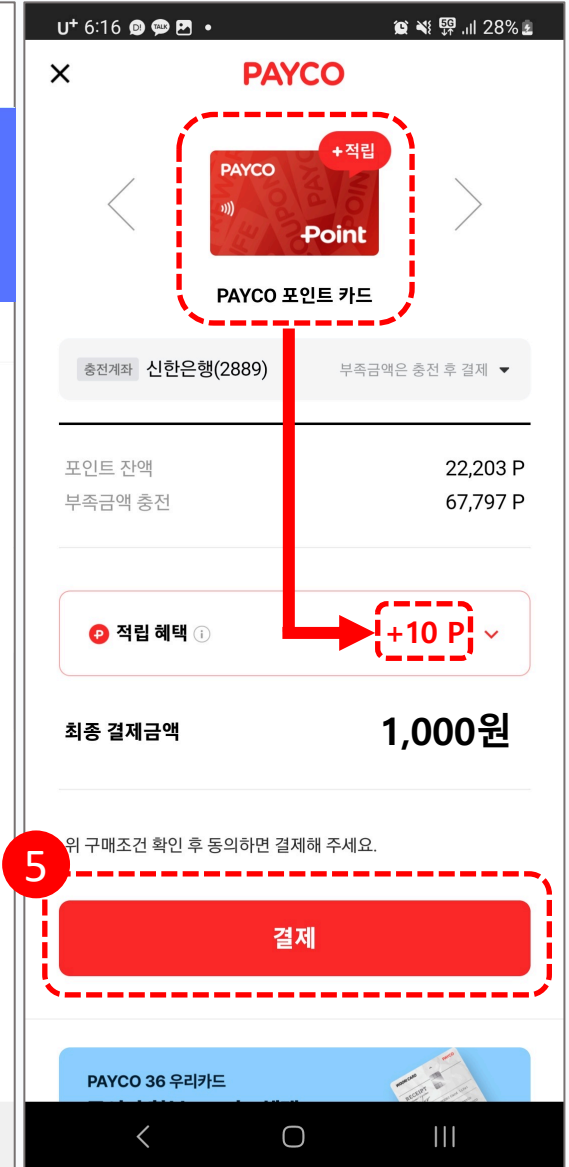 U+ 6:16 D! TALK
5G 28%
PAYCO
+적립
PAYCO
Point
PAYCO 포인트 카드
충전계좌 신한은행(2889) 부족금액은 충전 후 결제
포인트 잔액 22,203 P
부족금액 충전 67,797 P
적립 혜택 +10 P
최종 결제금액 1,000원
위 구매조건 확인 후 동의하면 결제해 주세요.
5
결제
PAYCO 36 우리카드
RECEIPT